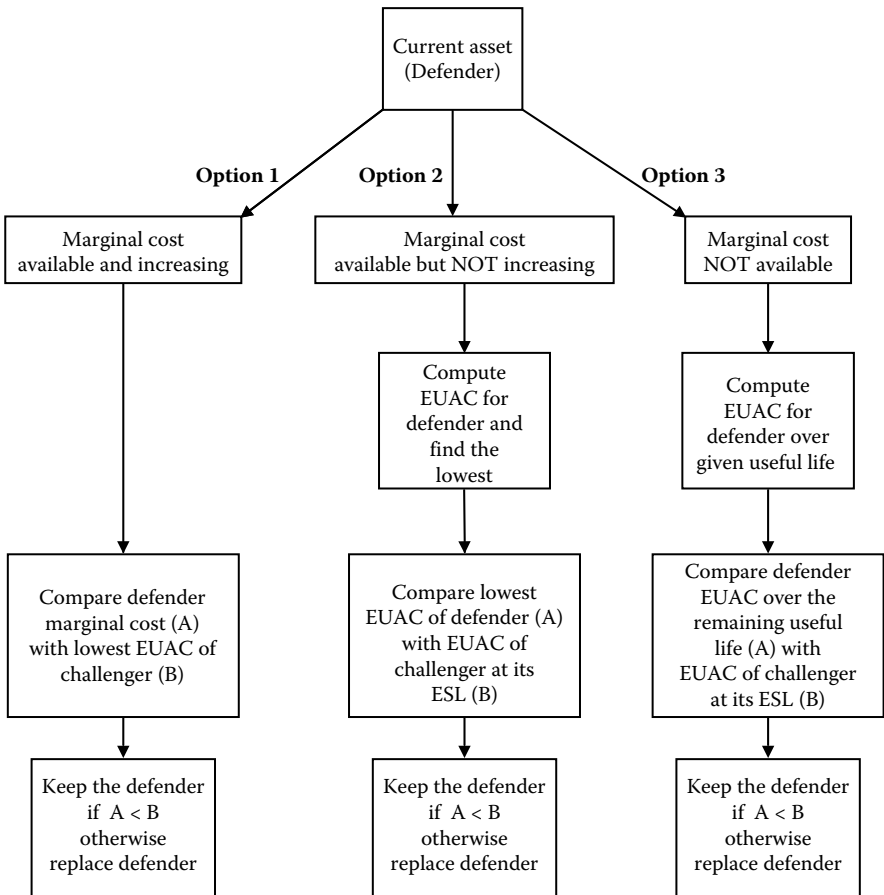 Current asset
(Defender)
Option 1
Option 2
Option 3
Marginal cost
available and increasing
Marginal cost
available but NOT increasing
Marginal cost
NOT available
Compute
EUAC for
defender and
find the
lowest
Compute
EUAC for
defender over
given useful life
Compare defender
marginal cost (A)
with lowest EUAC of
challenger (B)
Compare lowest
EUAC of defender (A)
with EUAC of
challenger at its
ESL (B)
Compare defender
EUAC over the
remaining useful
life (A) with
EUAC of challenger
at its ESL (B)
Keep the defender
if A < B
otherwise
replace defender
Keep the defender
if A < B
otherwise
replace defender
Keep the defender
if A < B
otherwise
replace defender